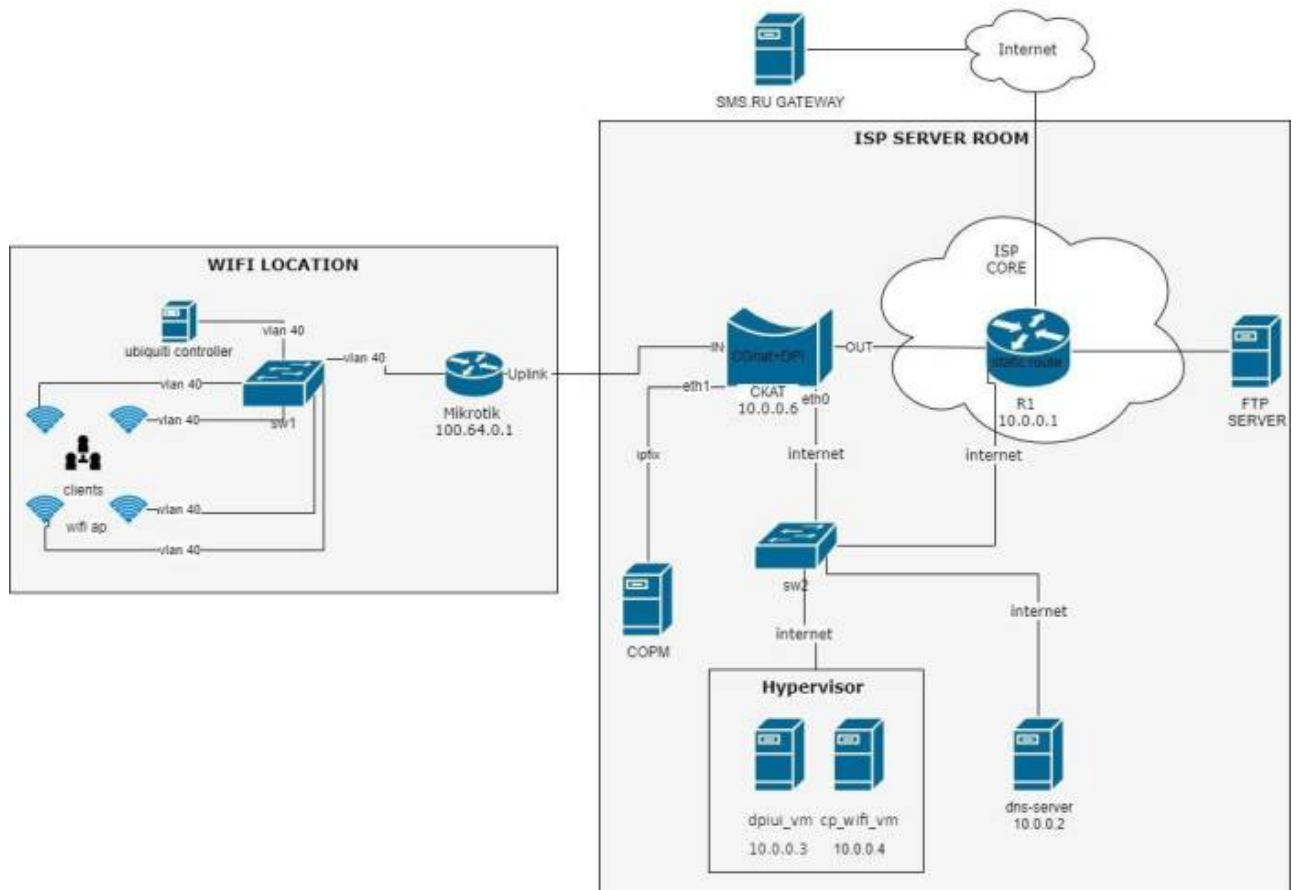 Internet
SMS.RU GATEWAY
ISP SERVER ROOM
ISP
CORE
WIFI LOCATION
vlan 40
ubiquiti controller
vlan 40
vlan 40
vlan 40
sw1
Uplink
Mikrotik
100.64.0.1
clients
wifi ap
vlan 40
vlan 40
IN
CGnat+DPI
OUT
eth1
CKAT
10.0.0.6
eth0
static route
R1
10.0.0.1
FTP
SERVER
ipfix
internet
internet
sw2
internet
internet
COPM
Hypervisor
dpiui_vm
cp_wifi_vm
10.0.0.3
10.0.0.4
dns-server
10.0.0.2